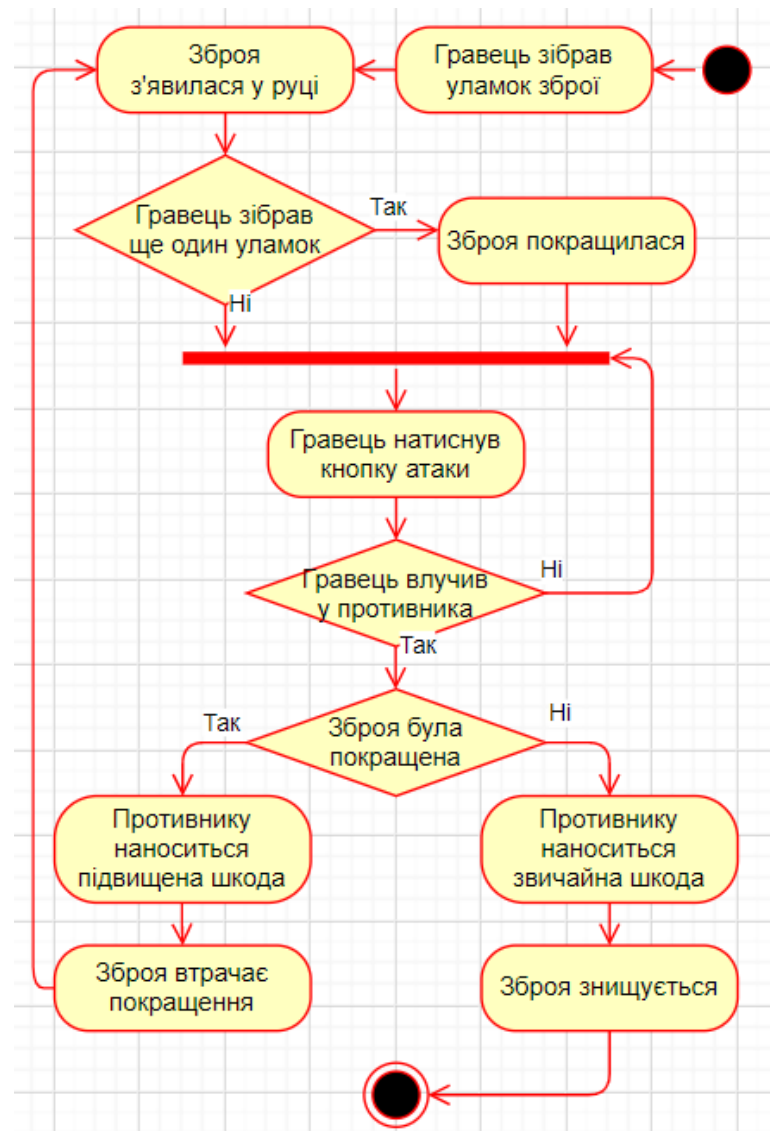 Зброя
з'явилася у руці
Гравець зібрав
уламок зброї
Гравець зібрав
ще один уламок
Так
Зброя покращилася
Ні
Гравець натиснув
кнопку атаки
Гравець влучив
у противника
Ні
Так
Зброя була
покращена
Так
Ні
Противнику
наноситься
підвищена шкода
Противнику
наноситься
звичайна шкода
Зброя втрачає
покращення
Зброя знищується